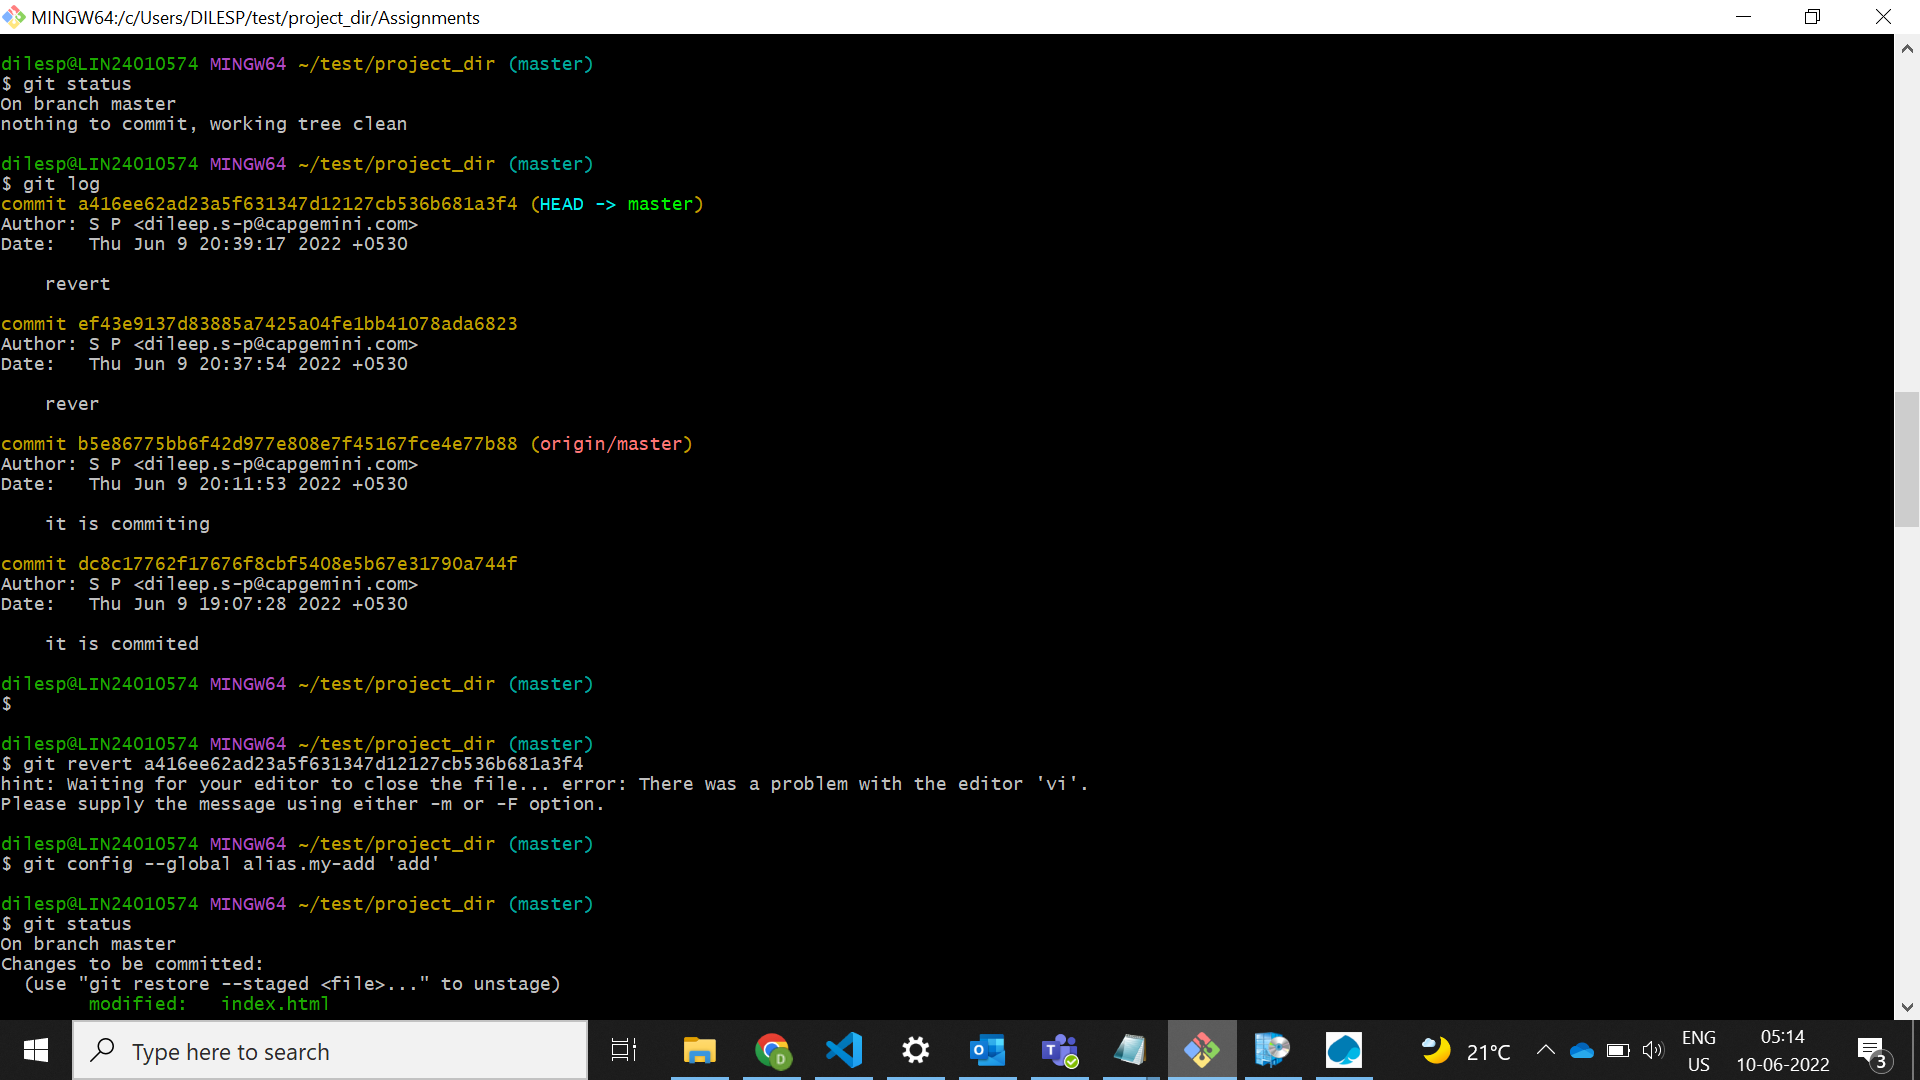 MINGW64:/c/Users/DILESP/test/project_dir/Assignments
dilesp@LIN24010574 MINGW64 ~/test/project_dir (master)
$ git status
On branch master
nothing to commit, working tree clean
dilesp@LIN24010574 MINGW64 ~/test/project_dir (master)
$ git log
commit a416ee62ad23a5f631347d12127cb536b681a3f4 (HEAD -> master)
Author: S P <dileep.s-p@capgemini.com>
Date:   Thu Jun 9 20:39:17 2022 +0530
    revert
commit ef43e9137d83885a7425a04fe1bb41078ada6823
Author: S P <dileep.s-p@capgemini.com>
Date:   Thu Jun 9 20:37:54 2022 +0530
    rever
commit b5e86775bb6f42d977e808e7f45167fce4e77b88 (origin/master)
Author: S P <dileep.s-p@capgemini.com>
Date:   Thu Jun 9 20:11:53 2022 +0530
    it is commiting
commit dc8c17762f17676f8cbf5408e5b67e31790a744f
Author: S P <dileep.s-p@capgemini.com>
Date:   Thu Jun 9 19:07:28 2022 +0530
    it is commited
dilesp@LIN24010574 MINGW64 ~/test/project_dir (master)
$
dilesp@LIN24010574 MINGW64 ~/test/project_dir (master)
$ git revert a416ee62ad23a5f631347d12127cb536b681a3f4
hint: Waiting for your editor to close the file... error: There was a problem with the editor 'vi'.
Please supply the message using either -m or -F option.
dilesp@LIN24010574 MINGW64 ~/test/project_dir (master)
$ git config --global alias.my-add 'add'
dilesp@LIN24010574 MINGW64 ~/test/project_dir (master)
$ git status
On branch master
Changes to be committed:
  (use "git restore --staged <file>..." to unstage)
        modified:   index.html
Type here to search
21°C
ENG
US
05:14
10-06-2022
3